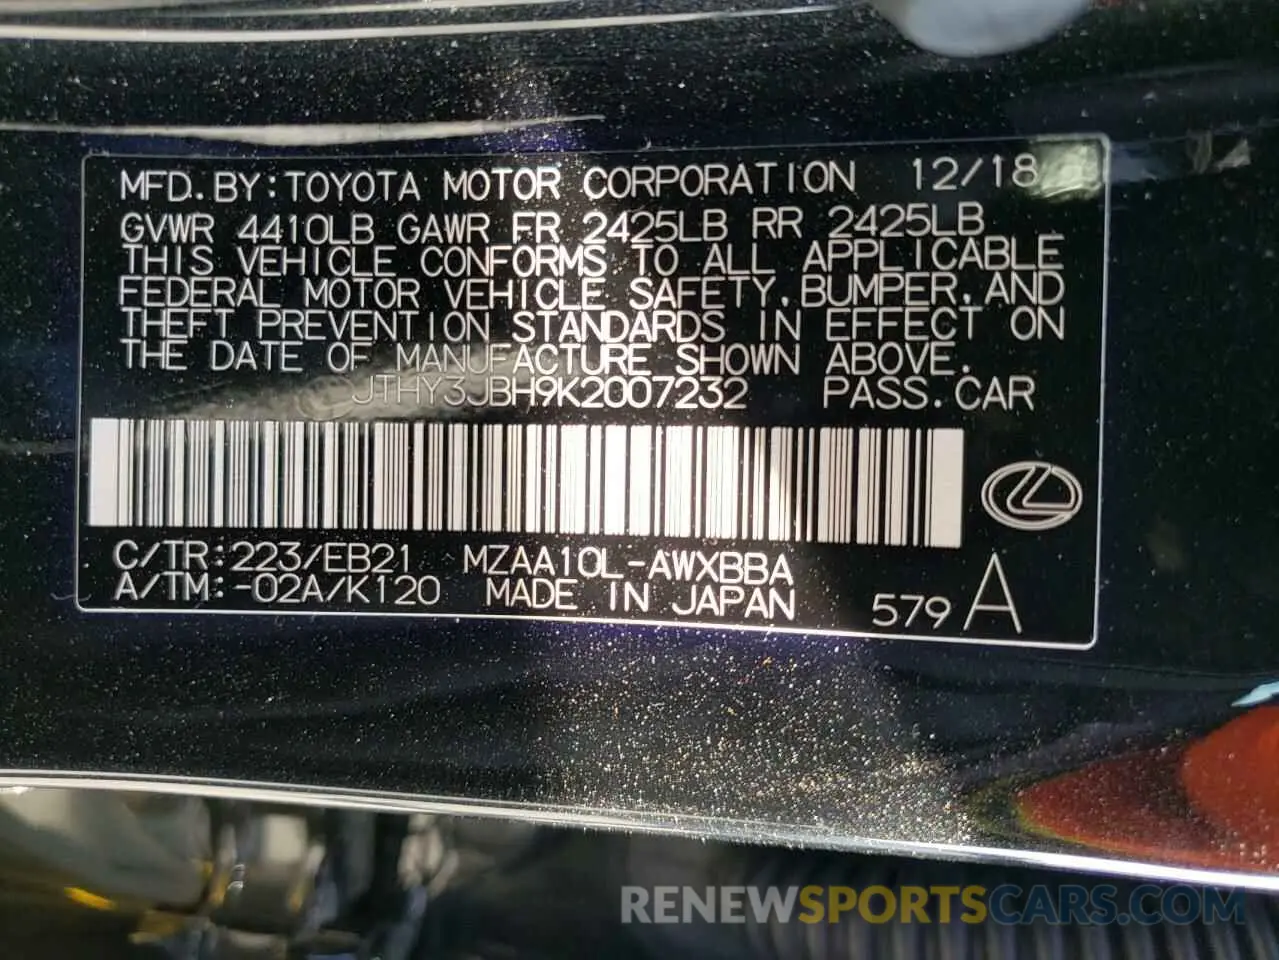 MFD.BY:TOYOTA MOTOR CORPORATION 12/18
GVWR 4410LB GAWR FR 2425LB RR 2425LB
THIS VEHICLE CONFORMS TO ALL APPLICABLE
FEDERAL MOTOR VEHICLE SAFETY,BUMPER,AND
THEFT PREVENTION STANDARDS IN EFFECT ON
THE DATE OF MANUFACTURE SHOWN ABOVE.
JTHY3JBH9K2007232 PASS.CAR
C/TR:223/EB21 MZAA10L-AWXBBA
A/TM:-02A/K120 MADE IN JAPAN 579 A
RENEWSPORTSCARS.COM